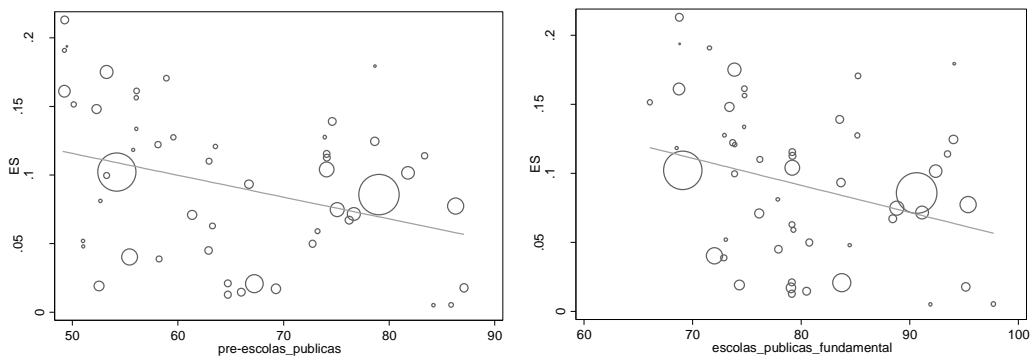 .2
.15
.1
.05
0
ES
50 60 70 80 90
pre-escolas_publicas
.2
.15
.1
.05
0
ES
60 70 80 90 100
escolas_publicas_fundamental